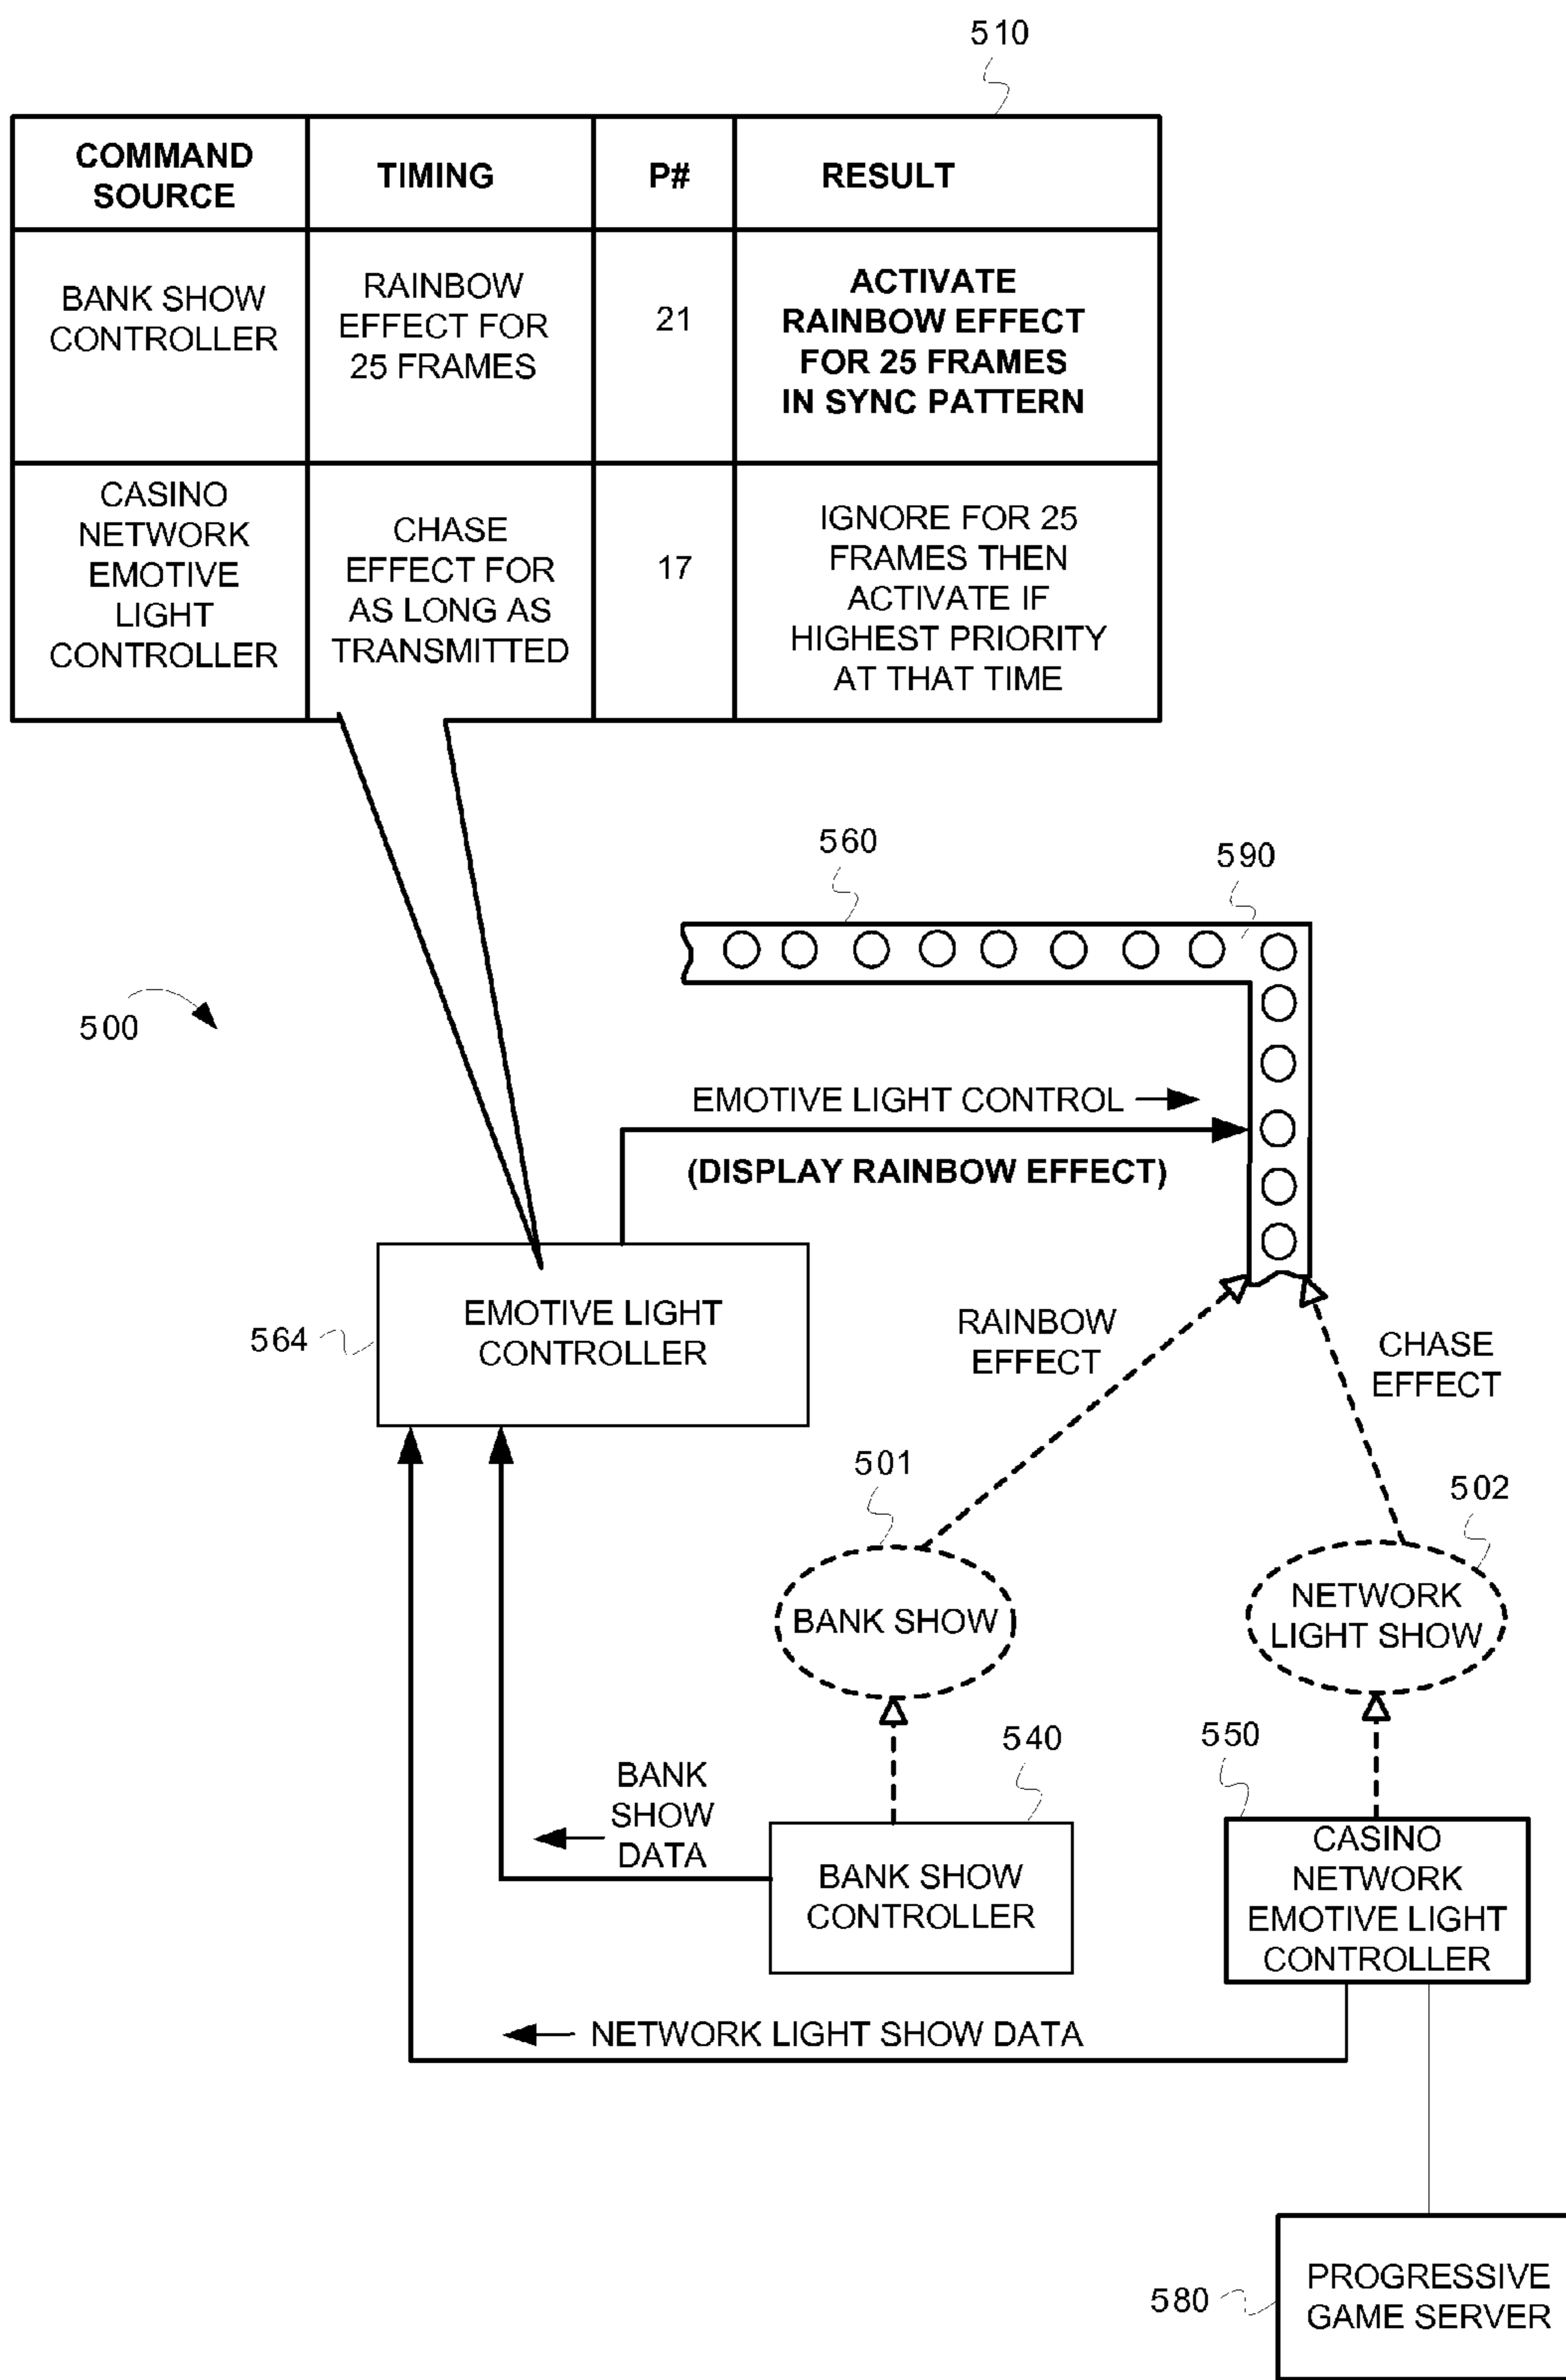 510
COMMAND
SOURCE
TIMING
P#
RESULT
BANK SHOW
CONTROLLER
RAINBOW
EFFECT FOR
25 FRAMES
21
ACTIVATE
RAINBOW EFFECT
FOR 25 FRAMES
IN SYNC PATTERN
CASINO
NETWORK
EMOTIVE
LIGHT
CONTROLLER
CHASE
EFFECT FOR
AS LONG AS
TRANSMITTED
17
IGNORE FOR 25
FRAMES THEN
ACTIVATE IF
HIGHEST PRIORITY
AT THAT TIME
560
590
500
EMOTIVE LIGHT CONTROL
(DISPLAY RAINBOW EFFECT)
EMOTIVE LIGHT
CONTROLLER
564
RAINBOW
EFFECT
CHASE
EFFECT
501
502
BANK SHOW
NETWORK
LIGHT SHOW
540
550
BANK
SHOW
DATA
BANK SHOW
CONTROLLER
CASINO
NETWORK
EMOTIVE LIGHT
CONTROLLER
NETWORK LIGHT SHOW DATA
580
PROGRESSIVE
GAME SERVER